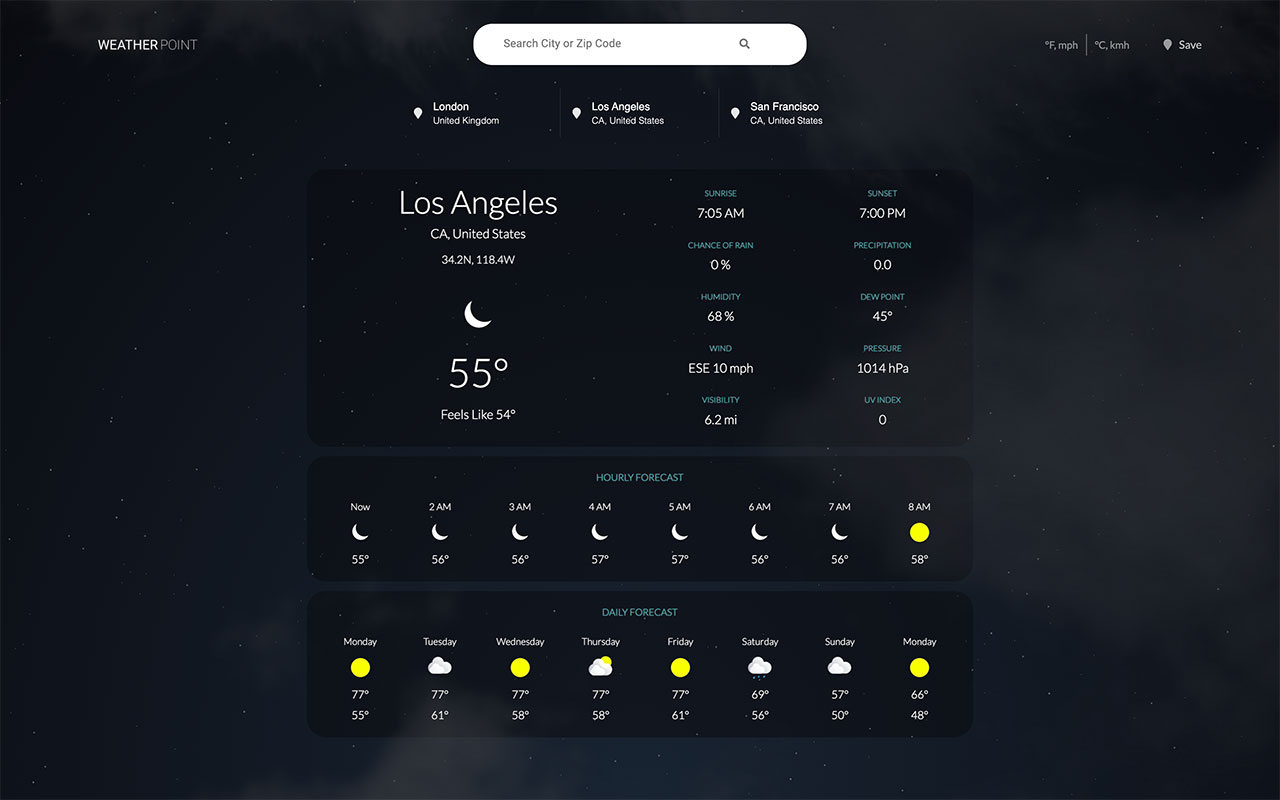 WEATHER POINT
Search City or Zip Code
°F, mph
°C, kmh
Save
London
United Kingdom
Los Angeles
CA, United States
San Francisco
CA, United States
Los Angeles
CA, United States
34.2N, 118.4W
55°
Feels Like 54°
SUNRISE
7:05 AM
SUNSET
7:00 PM
CHANCE OF RAIN
0 %
PRECIPITATION
0.0
HUMIDITY
68 %
DEW POINT
45°
WIND
ESE 10 mph
PRESSURE
1014 hPa
VISIBILITY
6.2 mi
UV INDEX
0
HOURLY FORECAST
Now 2 AM 3 AM 4 AM 5 AM 6 AM 7 AM 8 AM
55° 56° 56° 57° 57° 56° 56° 58°
DAILY FORECAST
Monday Tuesday Wednesday Thursday Friday Saturday Sunday Monday
77° 77° 77° 77° 77° 69° 57° 66°
55° 61° 58° 58° 61° 56° 50° 48°